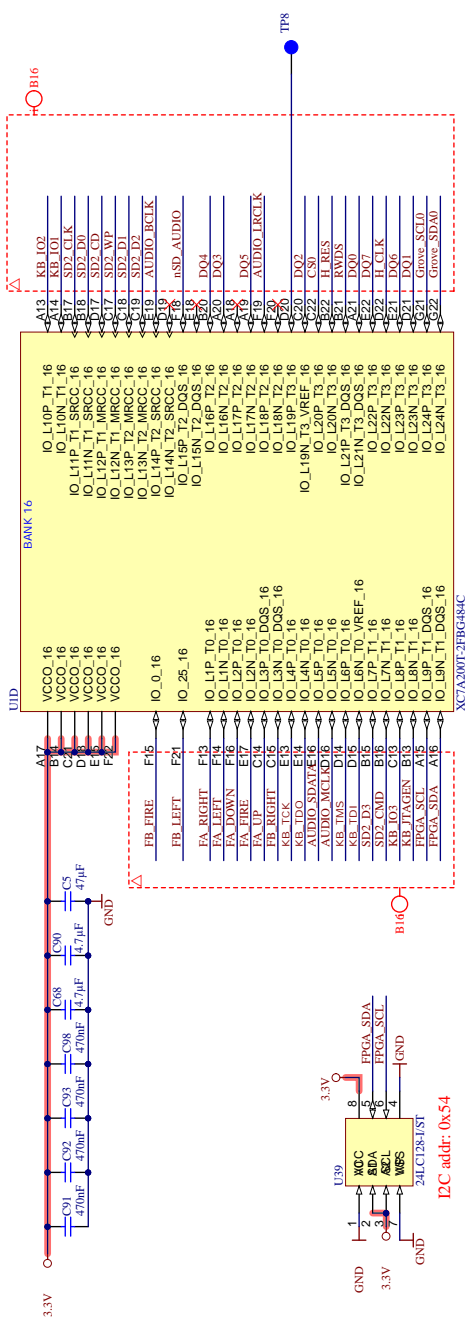 3.3V
C91
470nF
C92
470nF
C93
470nF
C98
470nF
C68
4.7µF
C90
4.7µF
C5
47µF
GND
U1D
BANK 16
A17 VCCO_16
B14 VCCO_16
C21 VCCO_16
D18 VCCO_16
E15 VCCO_16
F22 VCCO_16
FB_FIRE F15 IO_0_16
FB_LEFT F21 IO_25_16
FA_RIGHT F13 IO_L1P_T0_16
FA_LEFT F14 IO_L1N_T0_16
FA_DOWN F16 IO_L2P_T0_16
FA_FIRE E17 IO_L2N_T0_16
FA_UP C14 IO_L3P_T0_DQS_16
FB_RIGHT C15 IO_L3N_T0_DQS_16
KB_TCK E13 IO_L4P_T0_16
KB_TDO E14 IO_L4N_T0_16
AUDIO_SDATA E16 IO_L5P_T0_16
AUDIO_MCLK D16 IO_L5N_T0_16
KB_TMS D14 IO_L6P_T0_16
KB_TDI D15 IO_L6N_T0_VREF_16
SD2_D3 B15 IO_L7P_T1_16
SD2_CMD B16 IO_L7N_T1_16
KB_IO3 C13 IO_L8P_T1_16
KB_JTAGEN B13 IO_L8N_T1_16
FPGA_SCL A15 IO_L9P_T1_DQS_16
FPGA_SDA A16 IO_L9N_T1_DQS_16
B16
IO_L10P_T1_16 A13 KB_IO2
IO_L10N_T1_16 A14 KB_IO1
IO_L11P_T1_SRCC_16 B17 SD2_CLK
IO_L11N_T1_SRCC_16 B18 SD2_D0
IO_L12P_T1_MRCC_16 D17 SD2_CD
IO_L12N_T1_MRCC_16 C17 SD2_WP
IO_L13P_T2_MRCC_16 C18 SD2_D1
IO_L13N_T2_MRCC_16 C19 SD2_D2
IO_L14P_T2_SRCC_16 E19 AUDIO_BCLK
IO_L14N_T2_SRCC_16 D19
IO_L15P_T2_DQS_16 F18 nSD_AUDIO
IO_L15N_T2_DQS_16 E18
IO_L16P_T2_16 B20 DQ4
IO_L16N_T2_16 A20 DQ3
IO_L17P_T2_16 A18
IO_L17N_T2_16 A19 DQ5
IO_L18P_T2_16 F19 AUDIO_LRCLK
IO_L18N_T2_16 F20
IO_L19P_T3_16 D20
IO_L19N_T3_VREF_16 C20 DQ2
IO_L20P_T3_16 C22 CS0
IO_L20N_T3_16 B22 H_RES
IO_L21P_T3_DQS_16 B21 RWDS
IO_L21N_T3_DQS_16 A21 DQ0
IO_L22P_T3_16 E22 DQ7
IO_L22N_T3_16 D22 H_CLK
IO_L23P_T3_16 E21 DQ6
IO_L23N_T3_16 D21 DQ1
IO_L24P_T3_16 G21 Grove_SCL0
IO_L24N_T3_16 G22 Grove_SDA0
B16
TP8
XC7A200T-2FBG484C
U39
3.3V
GND
3.3V
GND
1
2
3
7
VCC 8
SDA 5 FPGA_SDA
SCL 6 FPGA_SCL
4 GND
24LC128-I/ST
I2C addr: 0x54